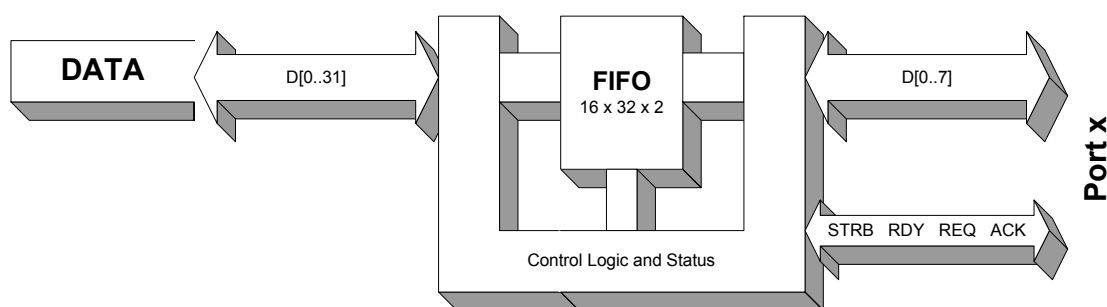 DATA
D[0..31]
FIFO
16 x 32 x 2
D[0..7]
Port x
STRB RDY REQ ACK
Control Logic and Status